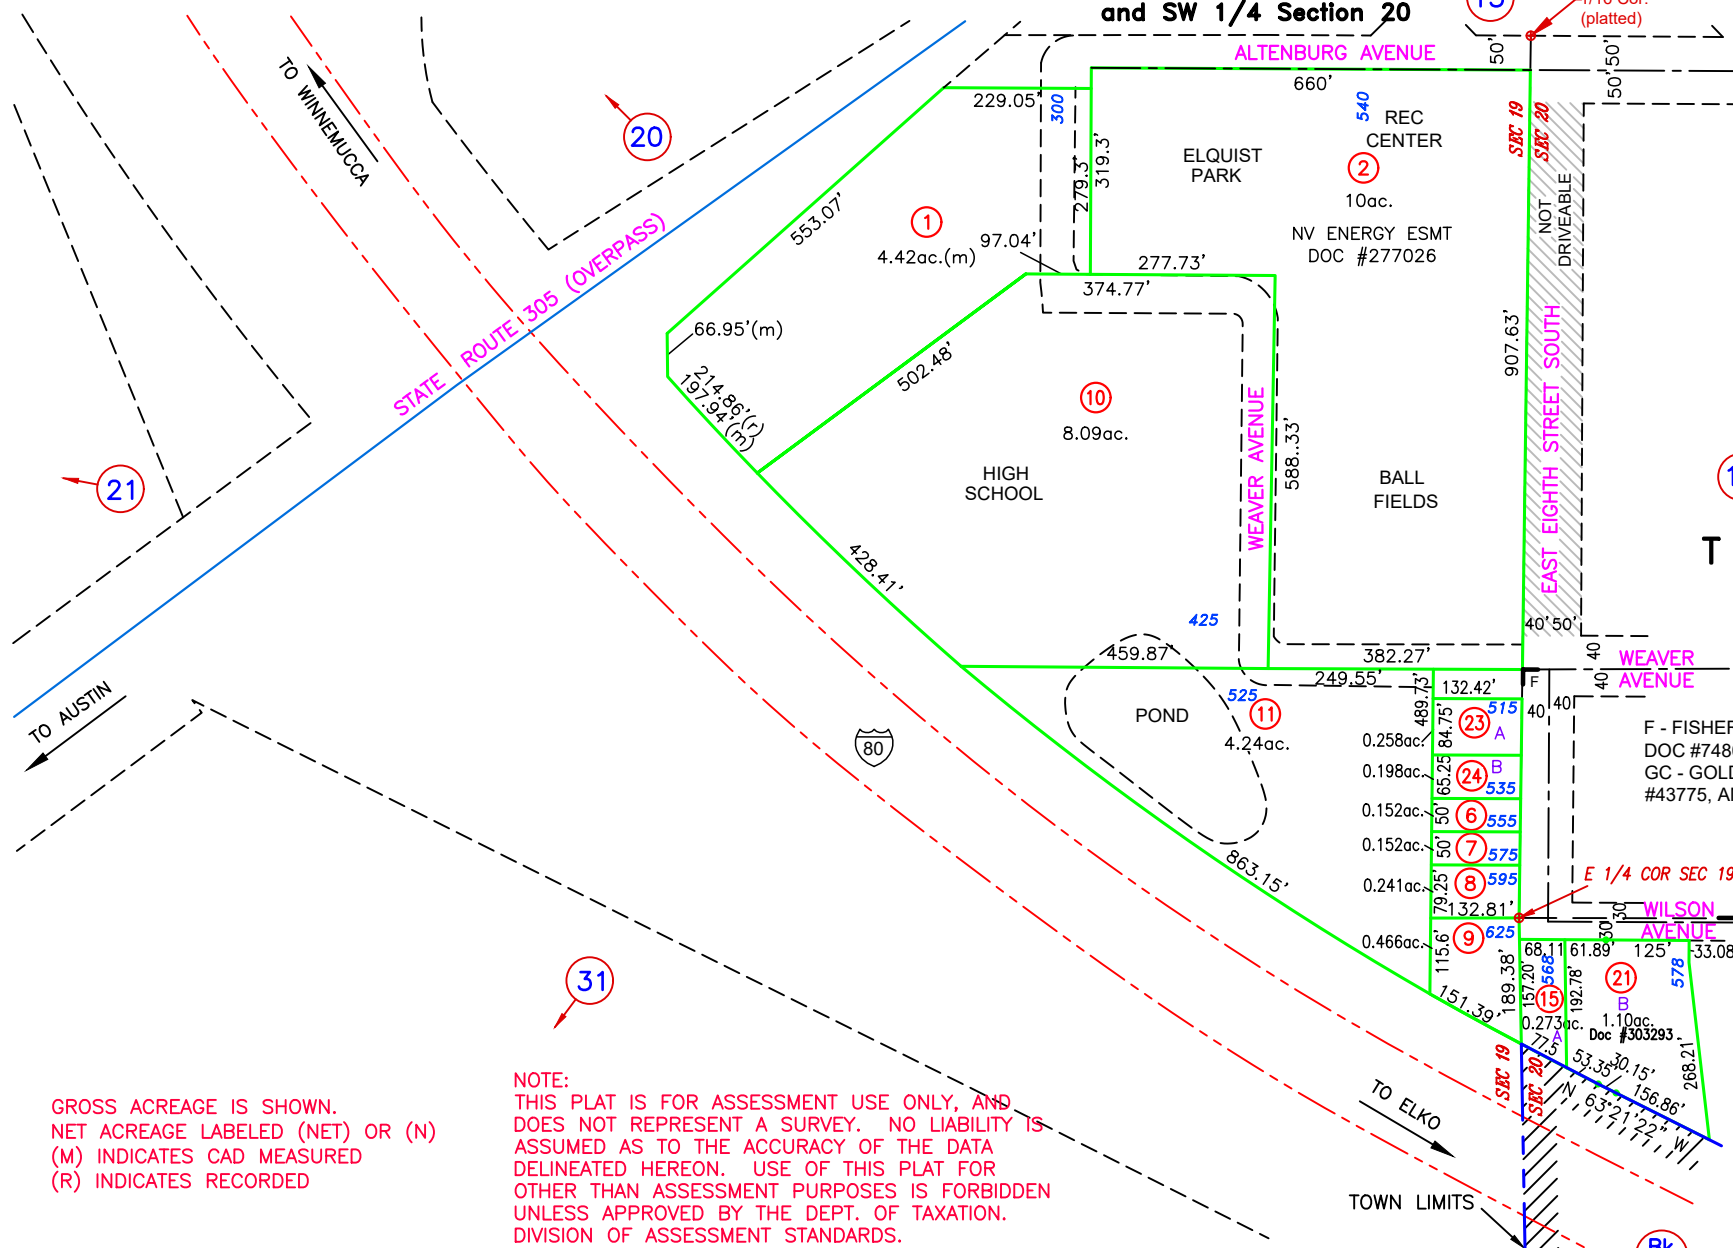 and SW 1/4 Section 20
(platted)
ALTENBURG AVENUE
50'
50'
50'
660'
229.05'
300
540
REC
CENTER
SEC 19
SEC 20
TO WINNEMUCCA
20
ELQUIST
PARK
2
10ac.
279.3'
319.3'
NOT
DRIVEABLE
553.07'
1
4.42ac.(m)
97.04'
NV ENERGY ESMT
DOC #277026
277.73'
374.77'
STATE ROUTE 305 (OVERPASS)
66.95'(m)
907.63'
EAST EIGHTH STREET SOUTH
214.86'(r)
197.94'(m)
502.48'
10
8.09ac.
WEAVER AVENUE
588.33'
HIGH
SCHOOL
BALL
FIELDS
21
T
428.41'
425
40'
50'
459.87'
382.27'
40
WEAVER
AVENUE
40
249.55'
489.73'
132.42'
F
TO AUSTIN
525
11
4.24ac.
POND
23
515
A
84.75'
0.258ac.
40
40
80
F - FISHER
GC - GOLD
0.198ac.
65.25'
24
B
535
0.152ac.
50'
6
555
0.152ac.
50'
7
575
0.241ac.
79.25'
8
595
863.15'
E 1/4 COR SEC 19
132.81'
30
30
WILSON
AVENUE
0.466ac.
115.6'
9
625
189.38'
68.11
61.89'
125'
33.08
31
157.20'
568
15
0.273ac.
A
192.78'
21
B
1.10ac.
Doc #303293
578
268.21'
151.39'
77.5
53.35'
30.15'
156.86'
N 63°21'22" W
SEC 19
SEC 20
TO ELKO
TOWN LIMITS
GROSS ACREAGE IS SHOWN.
NET ACREAGE LABELED (NET) OR (N)
(M) INDICATES CAD MEASURED
(R) INDICATES RECORDED
NOTE:
THIS PLAT IS FOR ASSESSMENT USE ONLY, AND
DOES NOT REPRESENT A SURVEY. NO LIABILITY IS
ASSUMED AS TO THE ACCURACY OF THE DATA
DELINEATED HEREON. USE OF THIS PLAT FOR
OTHER THAN ASSESSMENT PURPOSES IS FORBIDDEN
UNLESS APPROVED BY THE DEPT. OF TAXATION.
DIVISION OF ASSESSMENT STANDARDS.